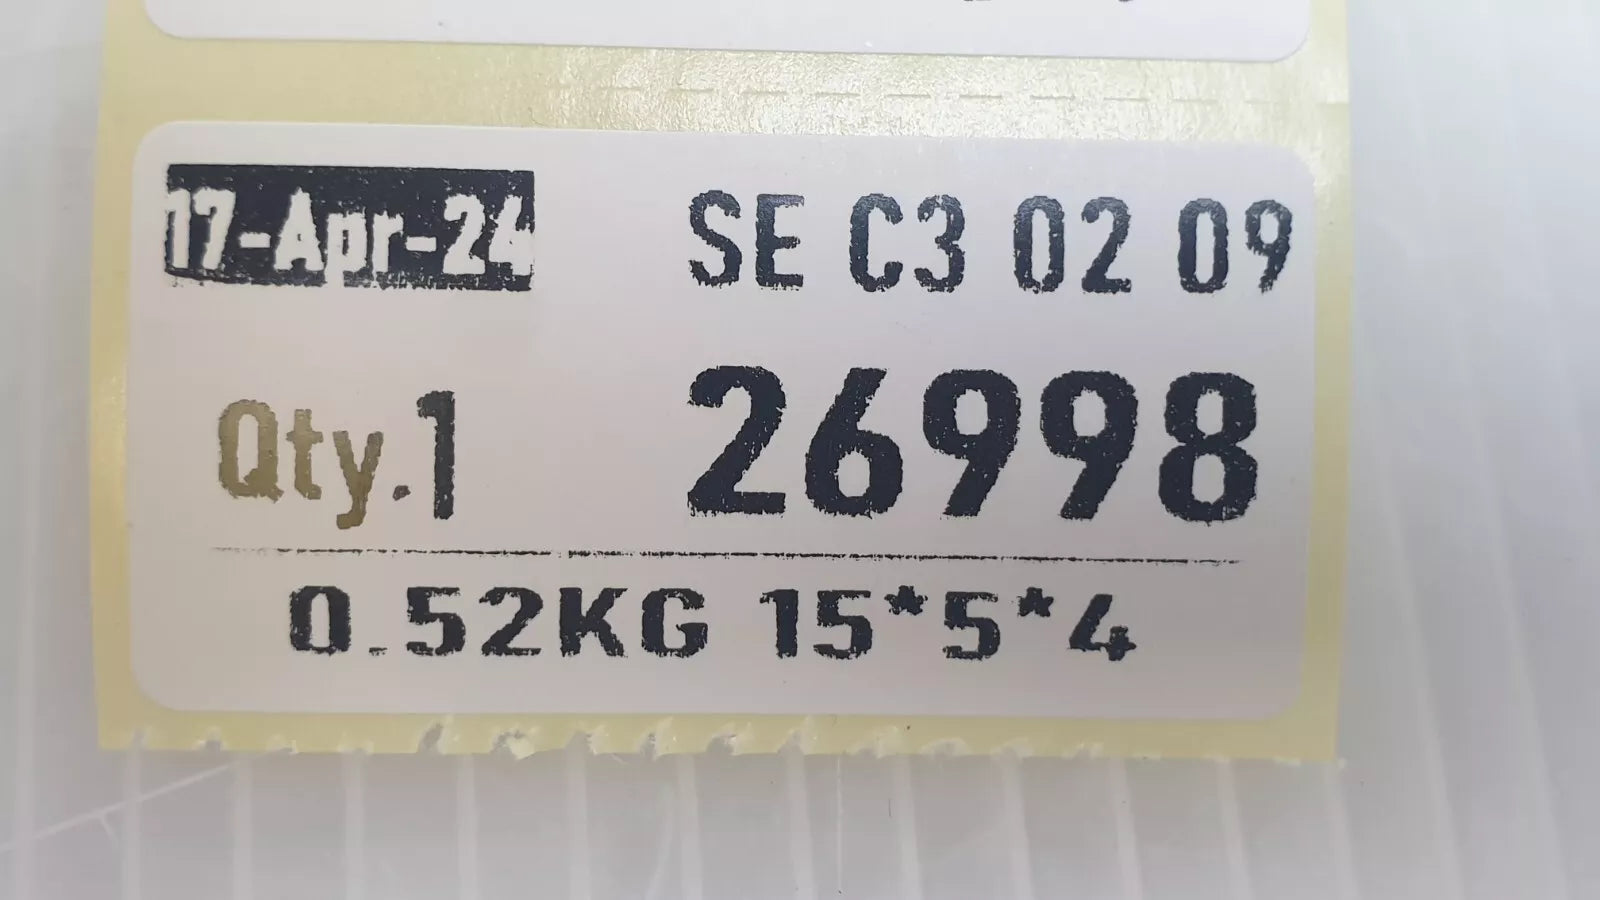 17-Apr-24 SE C3 02 09
Qty.1 26998
0.52KG 15*5*4